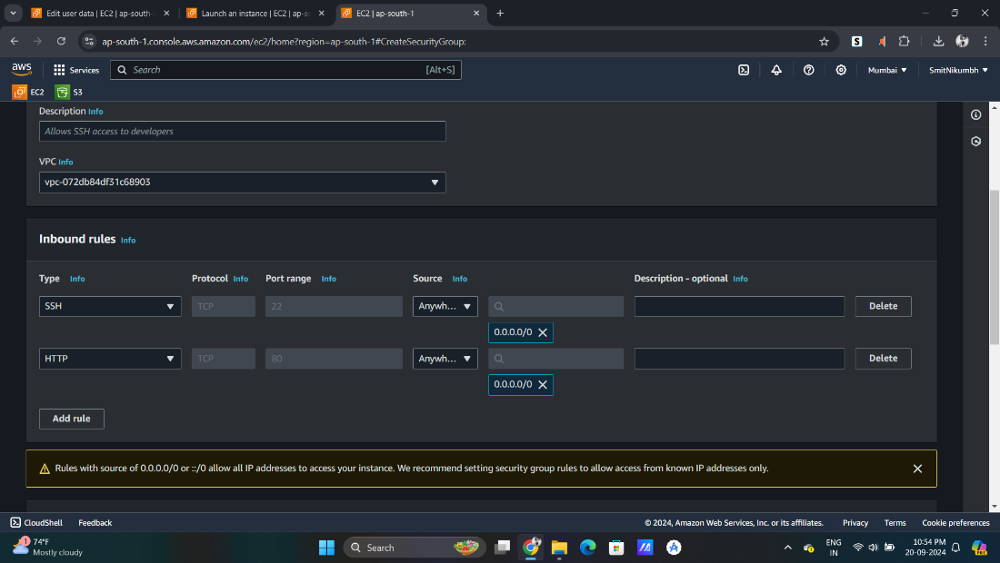 Edit user data | EC2 | ap-south-
Launch an instance | EC2 | ap-s
EC2 | ap-south-1
ap-south-1.console.aws.amazon.com/ec2/home?region=ap-south-1#CreateSecurityGroup:
aws Services Search [Alt+S] Mumbai SmitNikumbh
EC2 S3
Description Info
Allows SSH access to developers
VPC Info
vpc-072db84df31c68903
Inbound rules Info
Type Info Protocol Info Port range Info Source Info Description - optional Info
SSH TCP 22 Anywh... Delete
0.0.0.0/0
HTTP TCP 80 Anywh... Delete
0.0.0.0/0
Add rule
Rules with source of 0.0.0.0/0 or ::/0 allow all IP addresses to access your instance. We recommend setting security group rules to allow access from known IP addresses only.
CloudShell Feedback © 2024, Amazon Web Services, Inc. or its affiliates. Privacy Terms Cookie preferences
1
74°F
Mostly cloudy
Search
ENG
IN
10:54 PM
20-09-2024